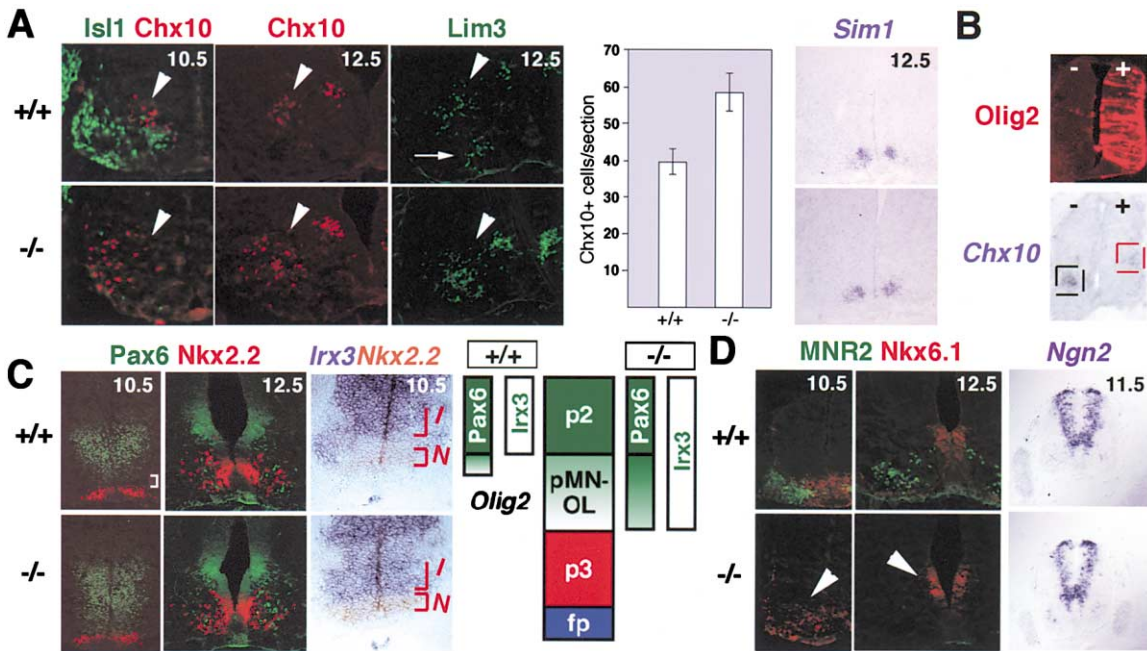 A
Isl1 Chx10
Chx10
Lim3
Sim1
B
10.5
12.5
12.5
12.5
+/+
-/-
Chx10+ cells/section
70
60
50
40
30
20
10
+/+
-/-
- +
Olig2
- +
Chx10
C
Pax6 Nkx2.2
Irx3Nkx2.2
10.5
12.5
10.5
+/+
-/-
I
N
I
N
+/+
-/-
Pax6
Irx3
Olig2
p2
pMN-
OL
p3
fp
Pax6
Irx3
D
MNR2 Nkx6.1
Ngn2
10.5
12.5
11.5
+/+
-/-